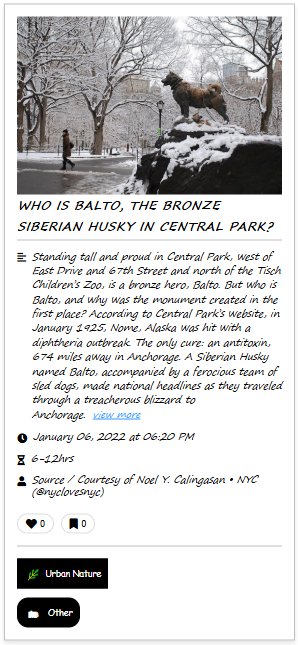 WHO IS BALTO, THE BRONZE
SIBERIAN HUSKY IN CENTRAL PARK?
Standing tall and proud in Central Park, west of
East Drive and 67th Street and north of the Tisch
Children's Zoo, is a bronze hero, Balto. But who is
Balto, and why was the monument created in the
first place? According to Central Park's website, in
January 1925, Nome, Alaska was hit with a
diphtheria outbreak. The only cure: an antitoxin,
674 miles away in Anchorage. A Siberian Husky
named Balto, accompanied by a ferocious team of
sled dogs, made national headlines as they traveled
through a treacherous blizzard to
Anchorage. view more
January 06, 2022 at 06:20 PM
6-12hrs
Source / Courtesy of Noel Y. Calingasan • NYC
(@nyclovesnyc)
0 0
Urban Nature
Other